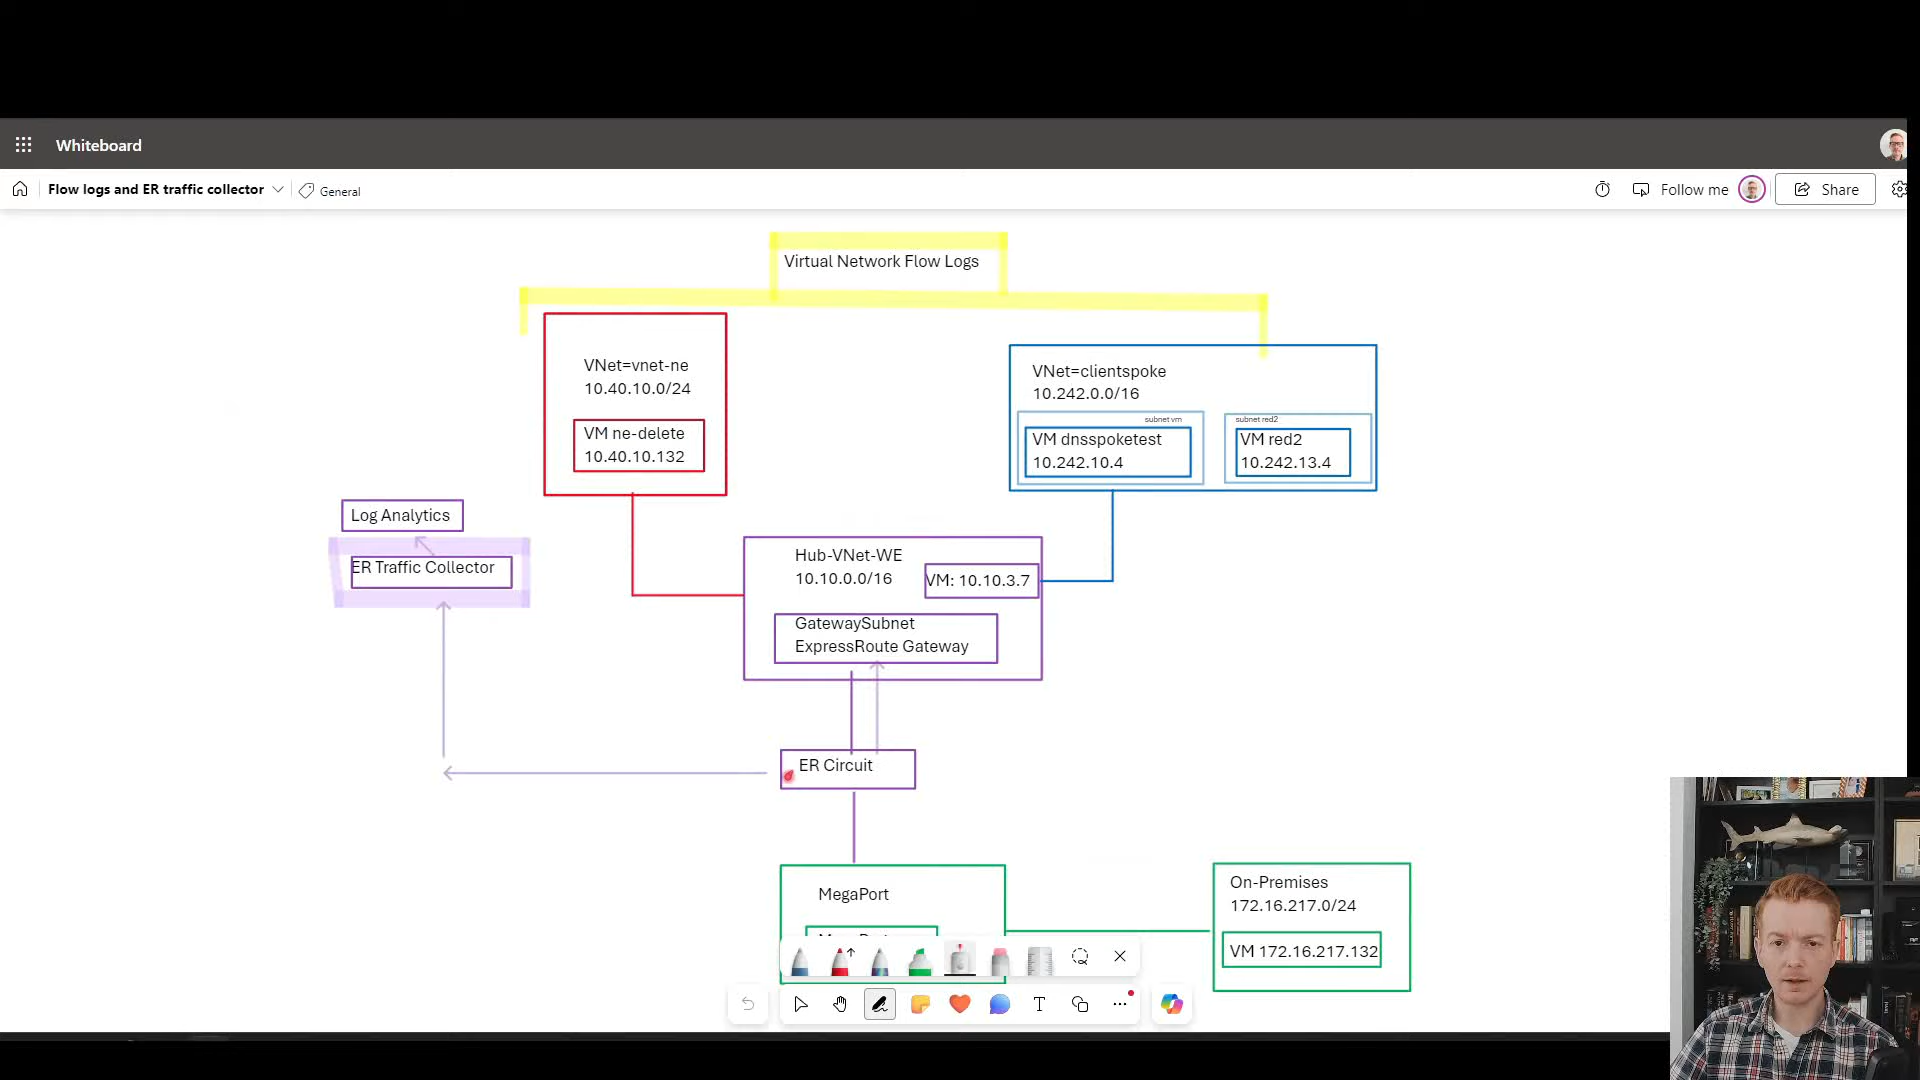 Whiteboard
Flow logs and ER traffic collector
General
Follow me
Share
Virtual Network Flow Logs
VNet=vnet-ne
10.40.10.0/24
VM ne-delete
10.40.10.132
VNet=clientspoke
10.242.0.0/16
subnet vm
VM dnsspoketest
10.242.10.4
subnet red2
VM red2
10.242.13.4
Log Analytics
ER Traffic Collector
Hub-VNet-WE
10.10.0.0/16
VM: 10.10.3.7
GatewaySubnet
ExpressRoute Gateway
ER Circuit
MegaPort
On-Premises
172.16.217.0/24
VM 172.16.217.132